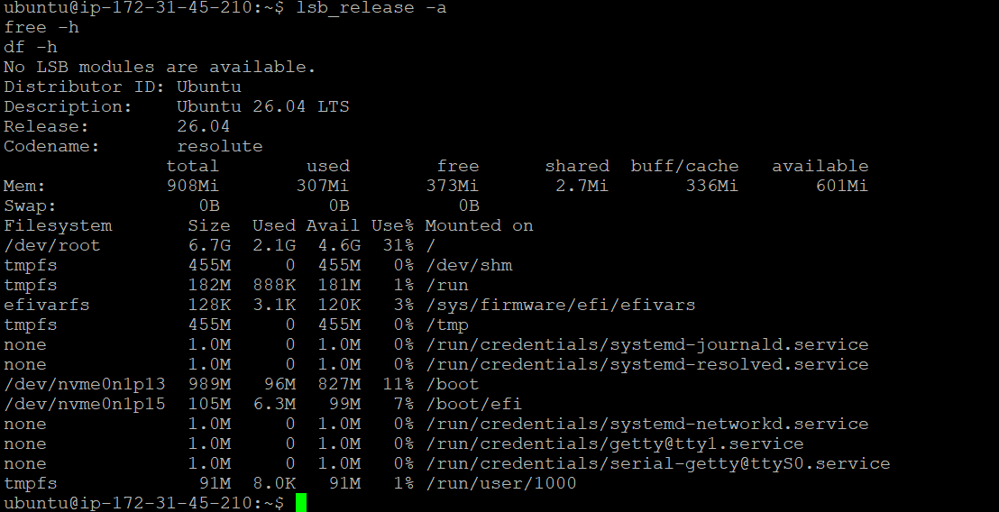 ubuntu@ip-172-31-45-210:~$ lsb_release -a
free -h
df -h
No LSB modules are available.
Distributor ID: Ubuntu
Description:    Ubuntu 26.04 LTS
Release:        26.04
Codename:       resolute
               total        used        free      shared  buff/cache   available
Mem:           908Mi       307Mi       373Mi       2.7Mi       336Mi       601Mi
Swap:             0B          0B          0B
Filesystem       Size  Used Avail Use% Mounted on
/dev/root        6.7G  2.1G  4.6G  31% /
tmpfs            455M     0  455M   0% /dev/shm
tmpfs            182M  888K  181M   1% /run
efivarfs         128K  3.1K  120K   3% /sys/firmware/efi/efivars
tmpfs            455M     0  455M   0% /tmp
none             1.0M     0  1.0M   0% /run/credentials/systemd-journald.service
none             1.0M     0  1.0M   0% /run/credentials/systemd-resolved.service
/dev/nvme0n1p13  989M   96M  827M  11% /boot
/dev/nvme0n1p15  105M  6.3M   99M   7% /boot/efi
none             1.0M     0  1.0M   0% /run/credentials/systemd-networkd.service
none             1.0M     0  1.0M   0% /run/credentials/getty@tty1.service
none             1.0M     0  1.0M   0% /run/credentials/serial-getty@ttyS0.service
tmpfs             91M  8.0K   91M   1% /run/user/1000
ubuntu@ip-172-31-45-210:~$